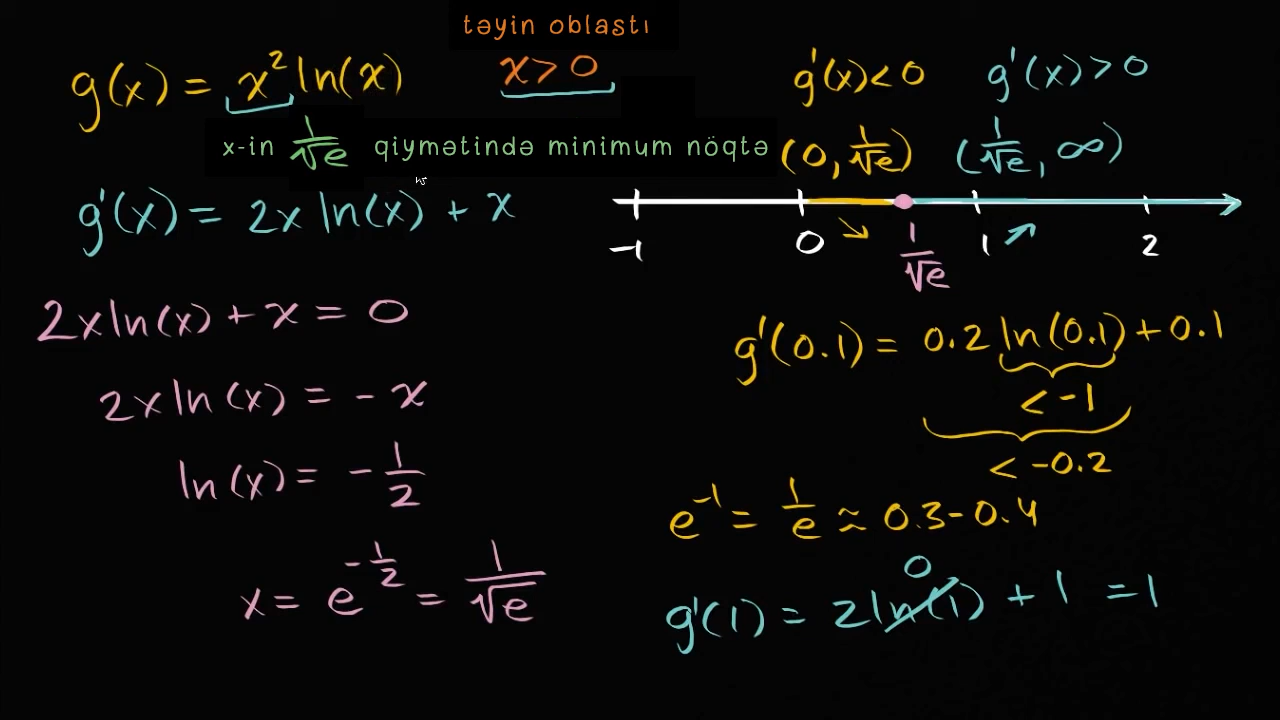 təyin oblastı
g(x) = x² ln(x)
x > 0
g'(x) < 0
g'(x) > 0
x-in 1/√e qiymətində minimum nöqtə
(0, 1/√e)
(1/√e, ∞)
g'(x) = 2x ln(x) + x
-1 0 1/√e 1 2
2x ln(x) + x = 0
2x ln(x) = - x
ln(x) = - 1/2
x = e^(-1/2) = 1/√e
g'(0.1) = 0.2 ln(0.1) + 0.1
< -1
< -0.2
e^-1 = 1/e ≈ 0.3 - 0.4
0
g'(1) = 2 ln(1) + 1 = 1